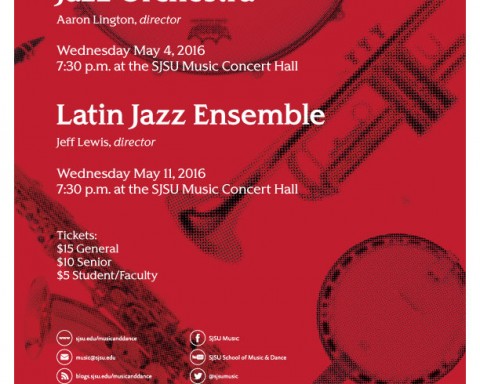 Jazz Orchestra
Aaron Lington, director
Wednesday May 4, 2016
7:30 p.m. at the SJSU Music Concert Hall
Latin Jazz Ensemble
Jeff Lewis, director
Wednesday May 11, 2016
7:30 p.m. at the SJSU Music Concert Hall
Tickets:
$15 General
$10 Senior
$5 Student/Faculty
sjsu.edu/musicanddance
music@sjsu.edu
blogs.sjsu.edu/musicanddance
SJSU Music
SJSU School of Music & Dance
@sjsumusic